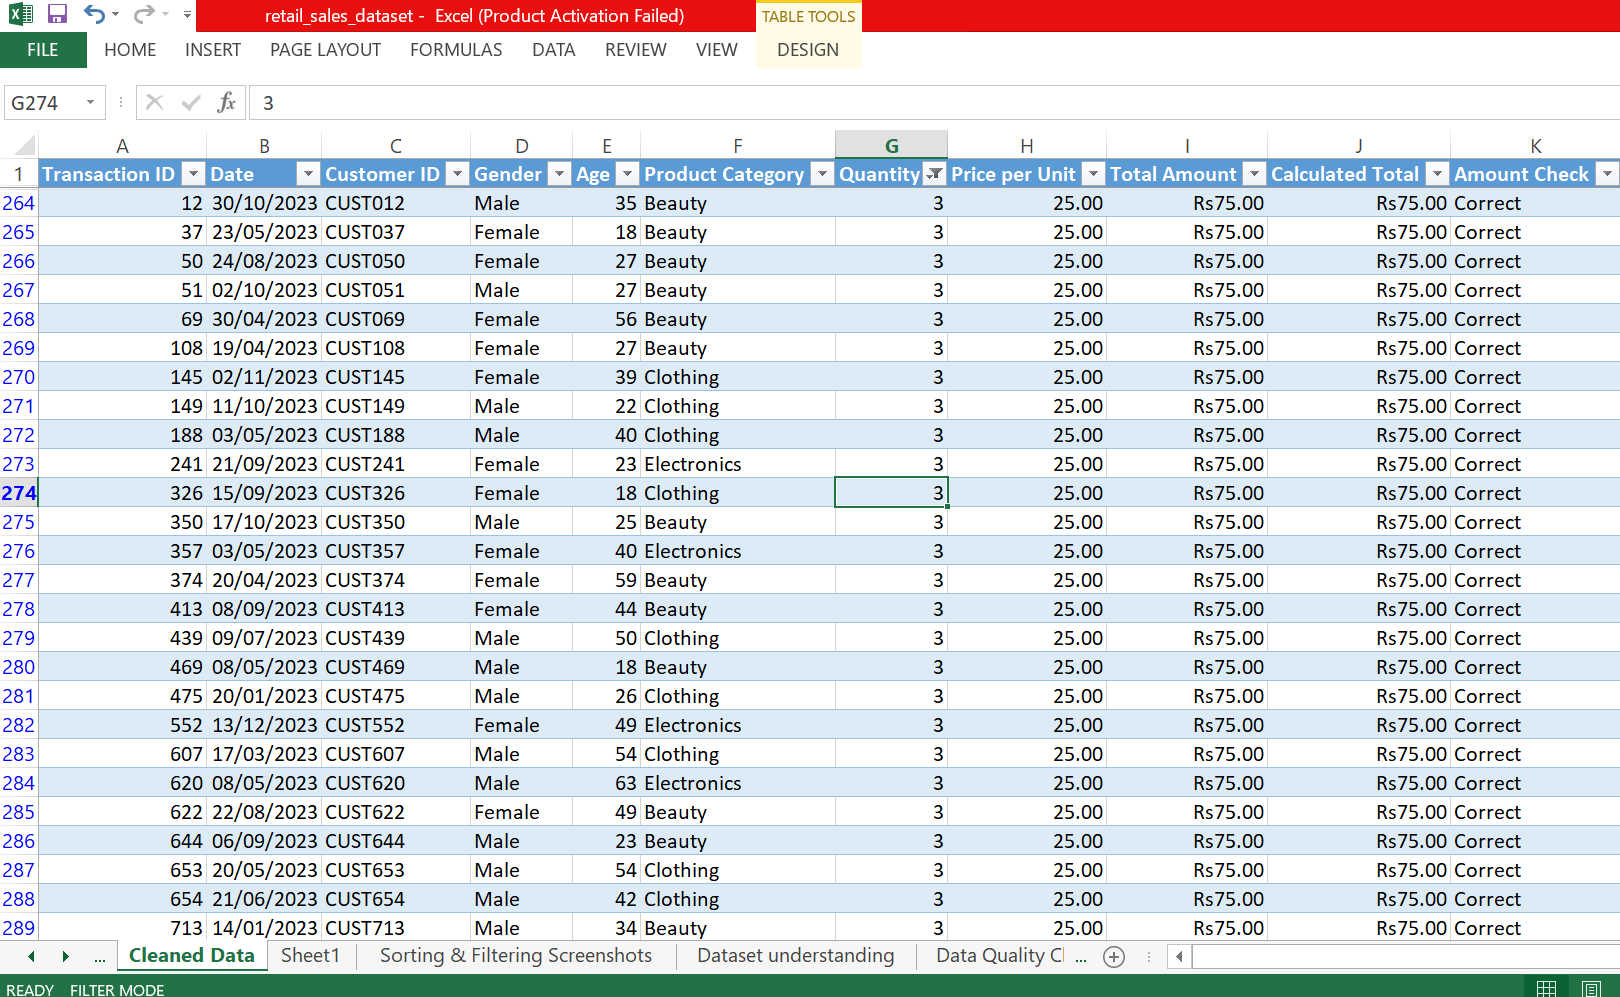 retail_sales_dataset - Excel (Product Activation Failed) TABLE TOOLS
FILE HOME INSERT PAGE LAYOUT FORMULAS DATA REVIEW VIEW DESIGN
G274 fx 3
A B C D E F G H I J K
1 Transaction ID Date Customer ID Gender Age Product Category Quantity Price per Unit Total Amount Calculated Total Amount Check
264 12 30/10/2023 CUST012 Male 35 Beauty 3 25.00 Rs75.00 Rs75.00 Correct
265 37 23/05/2023 CUST037 Female 18 Beauty 3 25.00 Rs75.00 Rs75.00 Correct
266 50 24/08/2023 CUST050 Female 27 Beauty 3 25.00 Rs75.00 Rs75.00 Correct
267 51 02/10/2023 CUST051 Male 27 Beauty 3 25.00 Rs75.00 Rs75.00 Correct
268 69 30/04/2023 CUST069 Female 56 Beauty 3 25.00 Rs75.00 Rs75.00 Correct
269 108 19/04/2023 CUST108 Female 27 Beauty 3 25.00 Rs75.00 Rs75.00 Correct
270 145 02/11/2023 CUST145 Female 39 Clothing 3 25.00 Rs75.00 Rs75.00 Correct
271 149 11/10/2023 CUST149 Male 22 Clothing 3 25.00 Rs75.00 Rs75.00 Correct
272 188 03/05/2023 CUST188 Male 40 Clothing 3 25.00 Rs75.00 Rs75.00 Correct
273 241 21/09/2023 CUST241 Female 23 Electronics 3 25.00 Rs75.00 Rs75.00 Correct
274 326 15/09/2023 CUST326 Female 18 Clothing 3 25.00 Rs75.00 Rs75.00 Correct
275 350 17/10/2023 CUST350 Male 25 Beauty 3 25.00 Rs75.00 Rs75.00 Correct
276 357 03/05/2023 CUST357 Female 40 Electronics 3 25.00 Rs75.00 Rs75.00 Correct
277 374 20/04/2023 CUST374 Female 59 Beauty 3 25.00 Rs75.00 Rs75.00 Correct
278 413 08/09/2023 CUST413 Female 44 Beauty 3 25.00 Rs75.00 Rs75.00 Correct
279 439 09/07/2023 CUST439 Male 50 Clothing 3 25.00 Rs75.00 Rs75.00 Correct
280 469 08/05/2023 CUST469 Male 18 Beauty 3 25.00 Rs75.00 Rs75.00 Correct
281 475 20/01/2023 CUST475 Male 26 Clothing 3 25.00 Rs75.00 Rs75.00 Correct
282 552 13/12/2023 CUST552 Female 49 Electronics 3 25.00 Rs75.00 Rs75.00 Correct
283 607 17/03/2023 CUST607 Male 54 Clothing 3 25.00 Rs75.00 Rs75.00 Correct
284 620 08/05/2023 CUST620 Male 63 Electronics 3 25.00 Rs75.00 Rs75.00 Correct
285 622 22/08/2023 CUST622 Female 49 Beauty 3 25.00 Rs75.00 Rs75.00 Correct
286 644 06/09/2023 CUST644 Male 23 Beauty 3 25.00 Rs75.00 Rs75.00 Correct
287 653 20/05/2023 CUST653 Male 54 Clothing 3 25.00 Rs75.00 Rs75.00 Correct
288 654 21/06/2023 CUST654 Male 42 Clothing 3 25.00 Rs75.00 Rs75.00 Correct
289 713 14/01/2023 CUST713 Male 34 Beauty 3 25.00 Rs75.00 Rs75.00 Correct
... Cleaned Data Sheet1 Sorting & Filtering Screenshots Dataset understanding Data Quality C ...
READY FILTER MODE